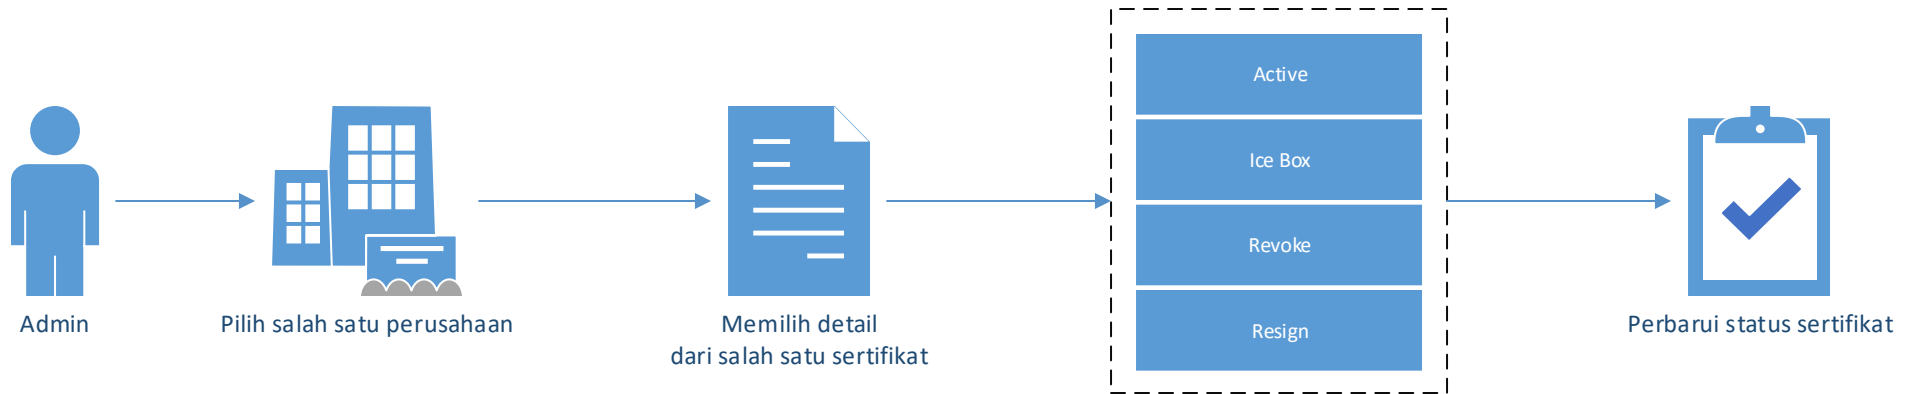 Admin
Pilih salah satu perusahaan
Memilih detail
dari salah satu sertifikat
Active
Ice Box
Revoke
Resign
Perbarui status sertifikat